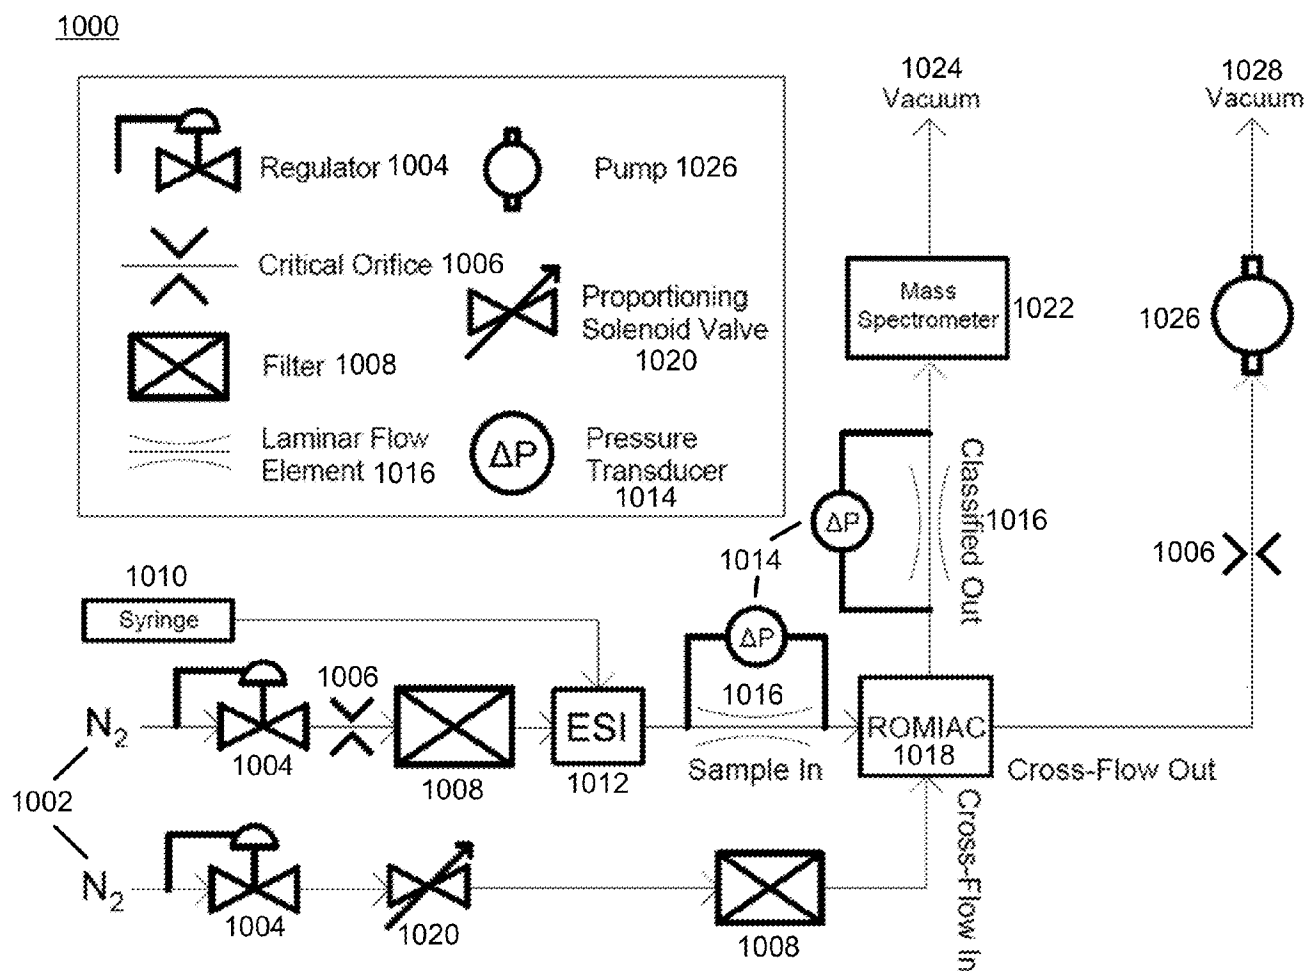 1000
Regulator 1004
Critical Orifice 1006
Filter 1008
Laminar Flow
Element 1016
Pump 1026
Proportioning
Solenoid Valve
1020
ΔP
Pressure
Transducer
1014
1024
Vacuum
1028
Vacuum
Mass
Spectrometer
1022
1026
ΔP
Classified Out
1016
1006
1014
ΔP
1016
1010
Syringe
1006
N2
1004
1008
ESI
1012
Sample In
ROMIAC
1018
Cross-Flow Out
1002
N2
1004
1020
1008
Cross-Flow In